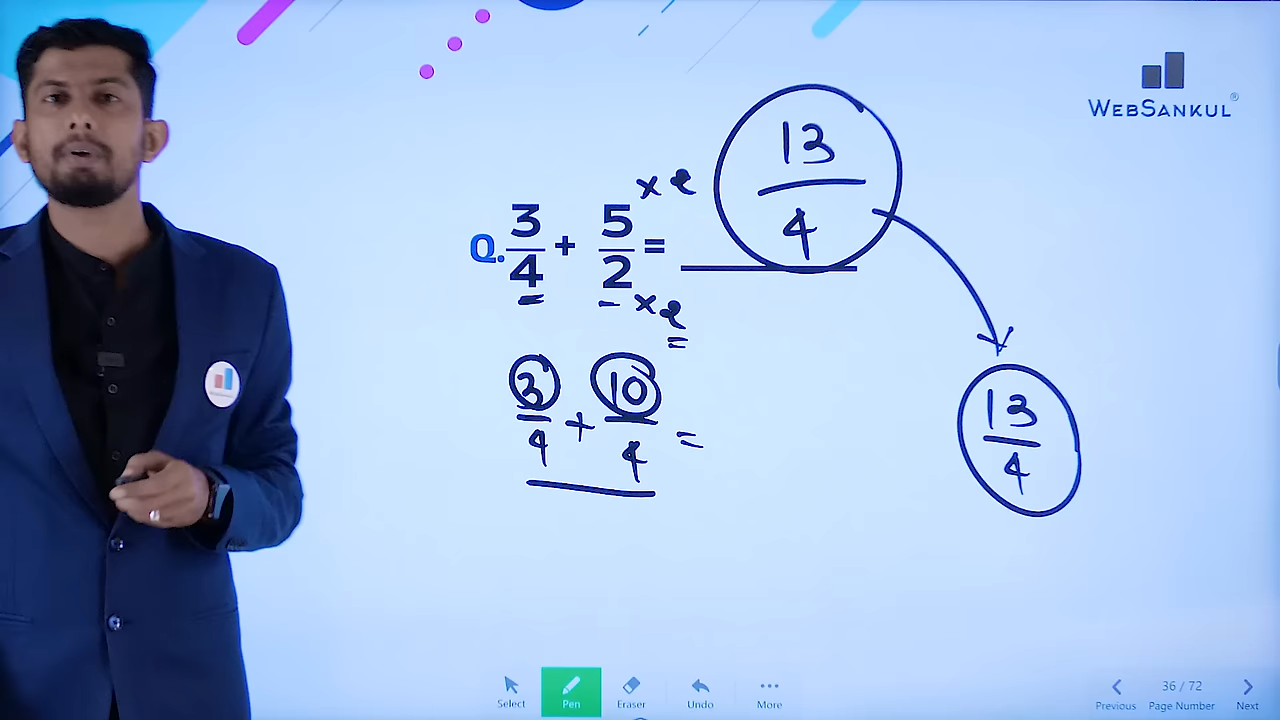 WEBSANKUL®
13
4
×2
Q. 3/4 + 5/2 =
×2
3/4 + 10/4 =
13
4
Select Pen Eraser Undo More
36 / 72
Previous Page Number Next